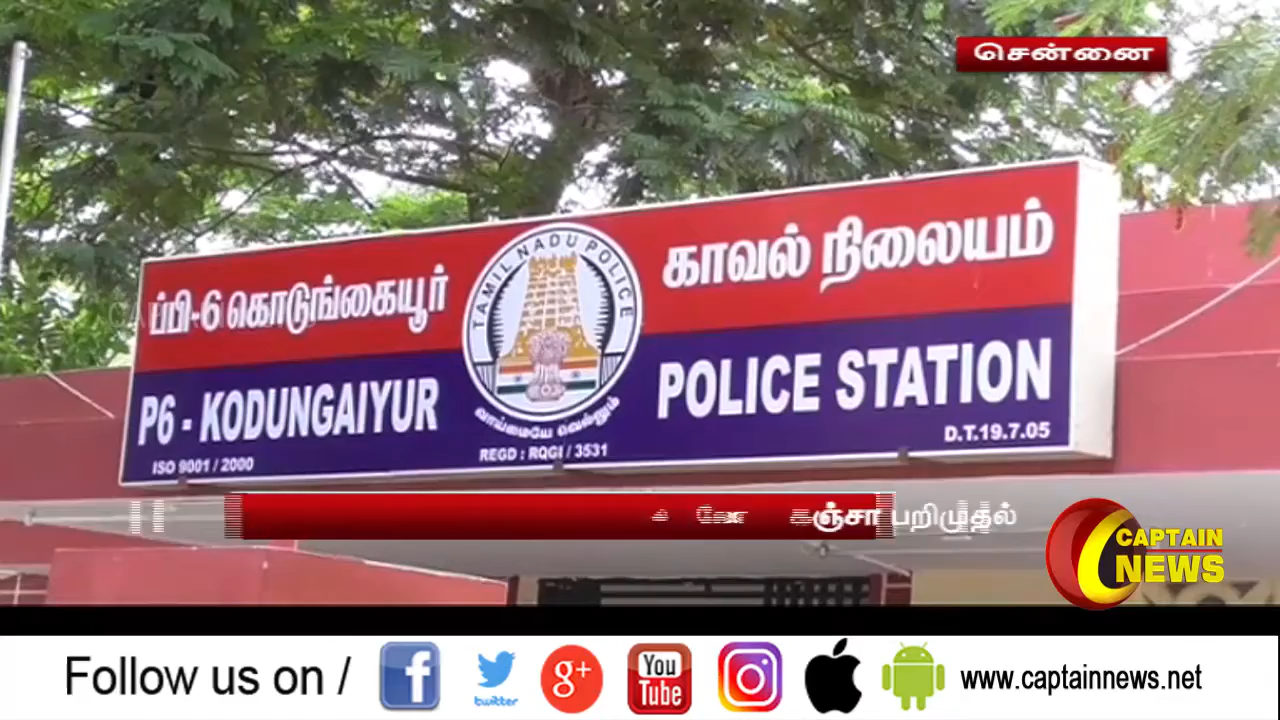 சென்னை
ப்பி-6 கொடுங்கையூர்
காவல் நிலையம்
TAMIL NADU POLICE
வாய்மையே வெல்லும்
P6 - KODUNGAIYUR
POLICE STATION
ISO 9001 / 2000
REGD : RQGI / 3531
D.T.19.7.05
பறிமுதல்
CAPTAIN
NEWS
Follow us on /
twitter
g+
You
Tube
www.captainnews.net